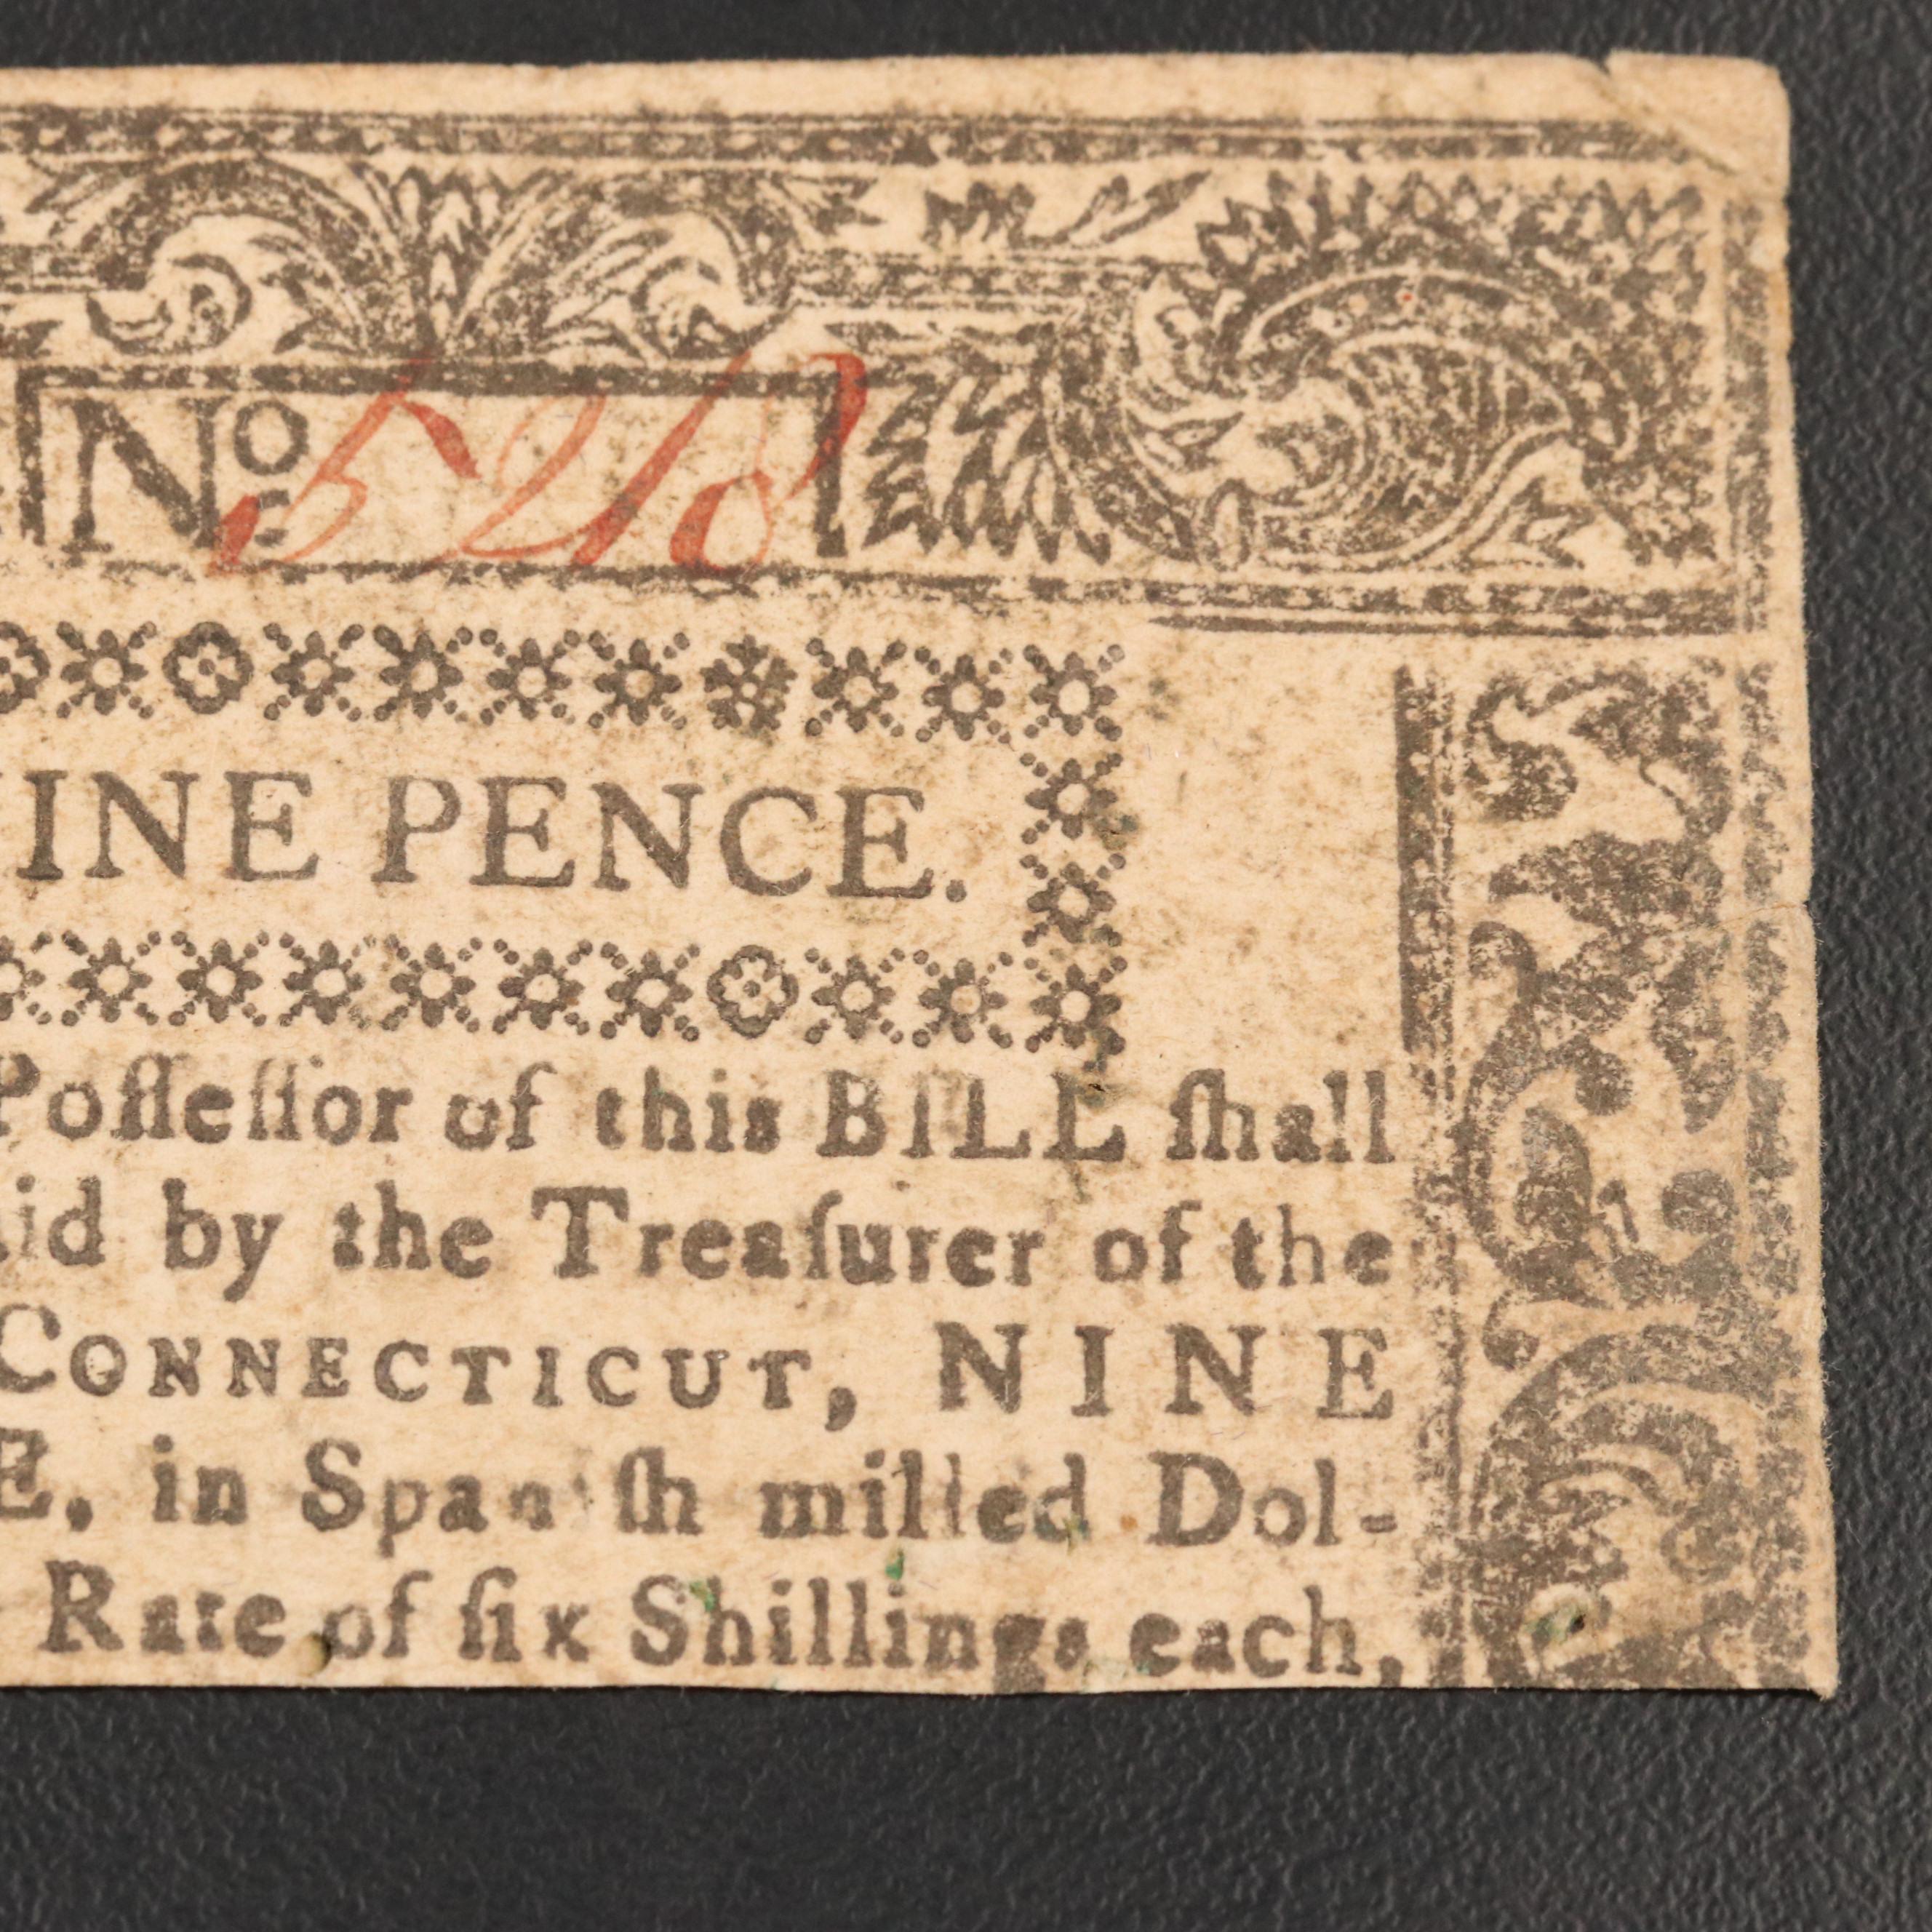 No: 5218
INE PENCE.
Poſſeſſor of this BILL ſhall
id by the Treaſurer of the
CONNECTICUT, NINE
E, in Spaniſh milled Dol-
Rate of ſix Shillings each,